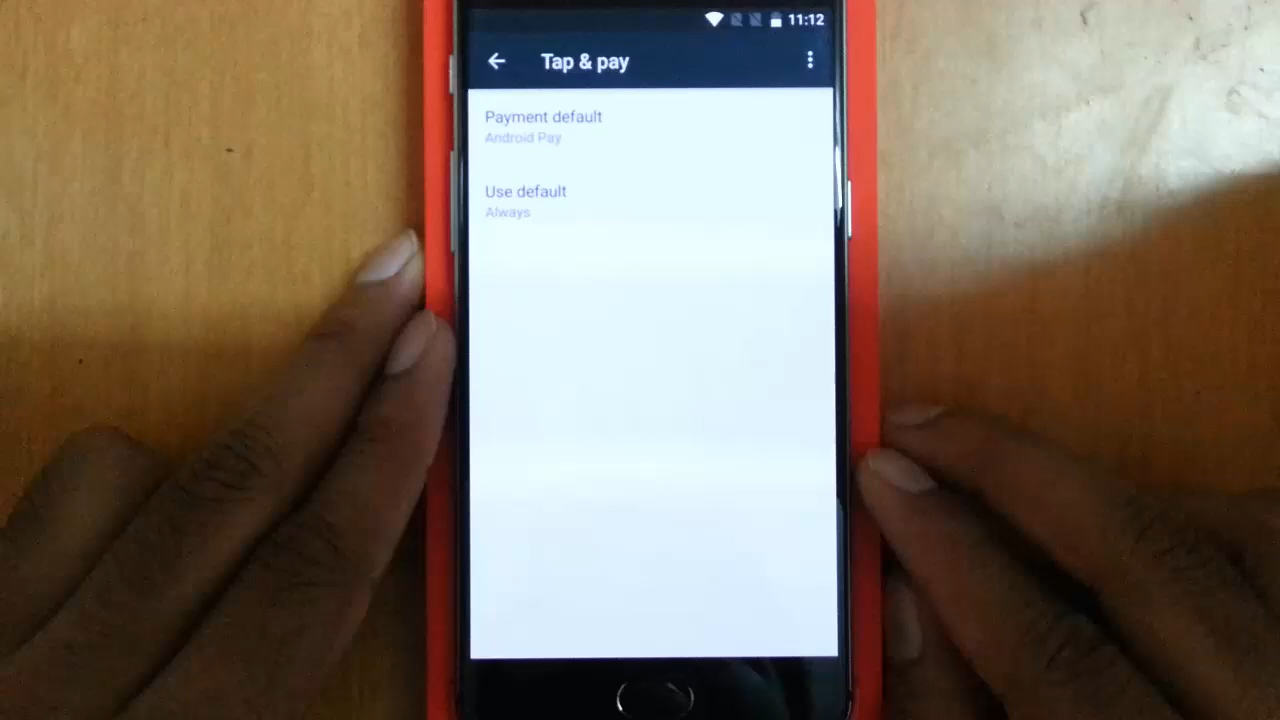 11:12
Tap & pay
Payment default
Android Pay
Use default
Always